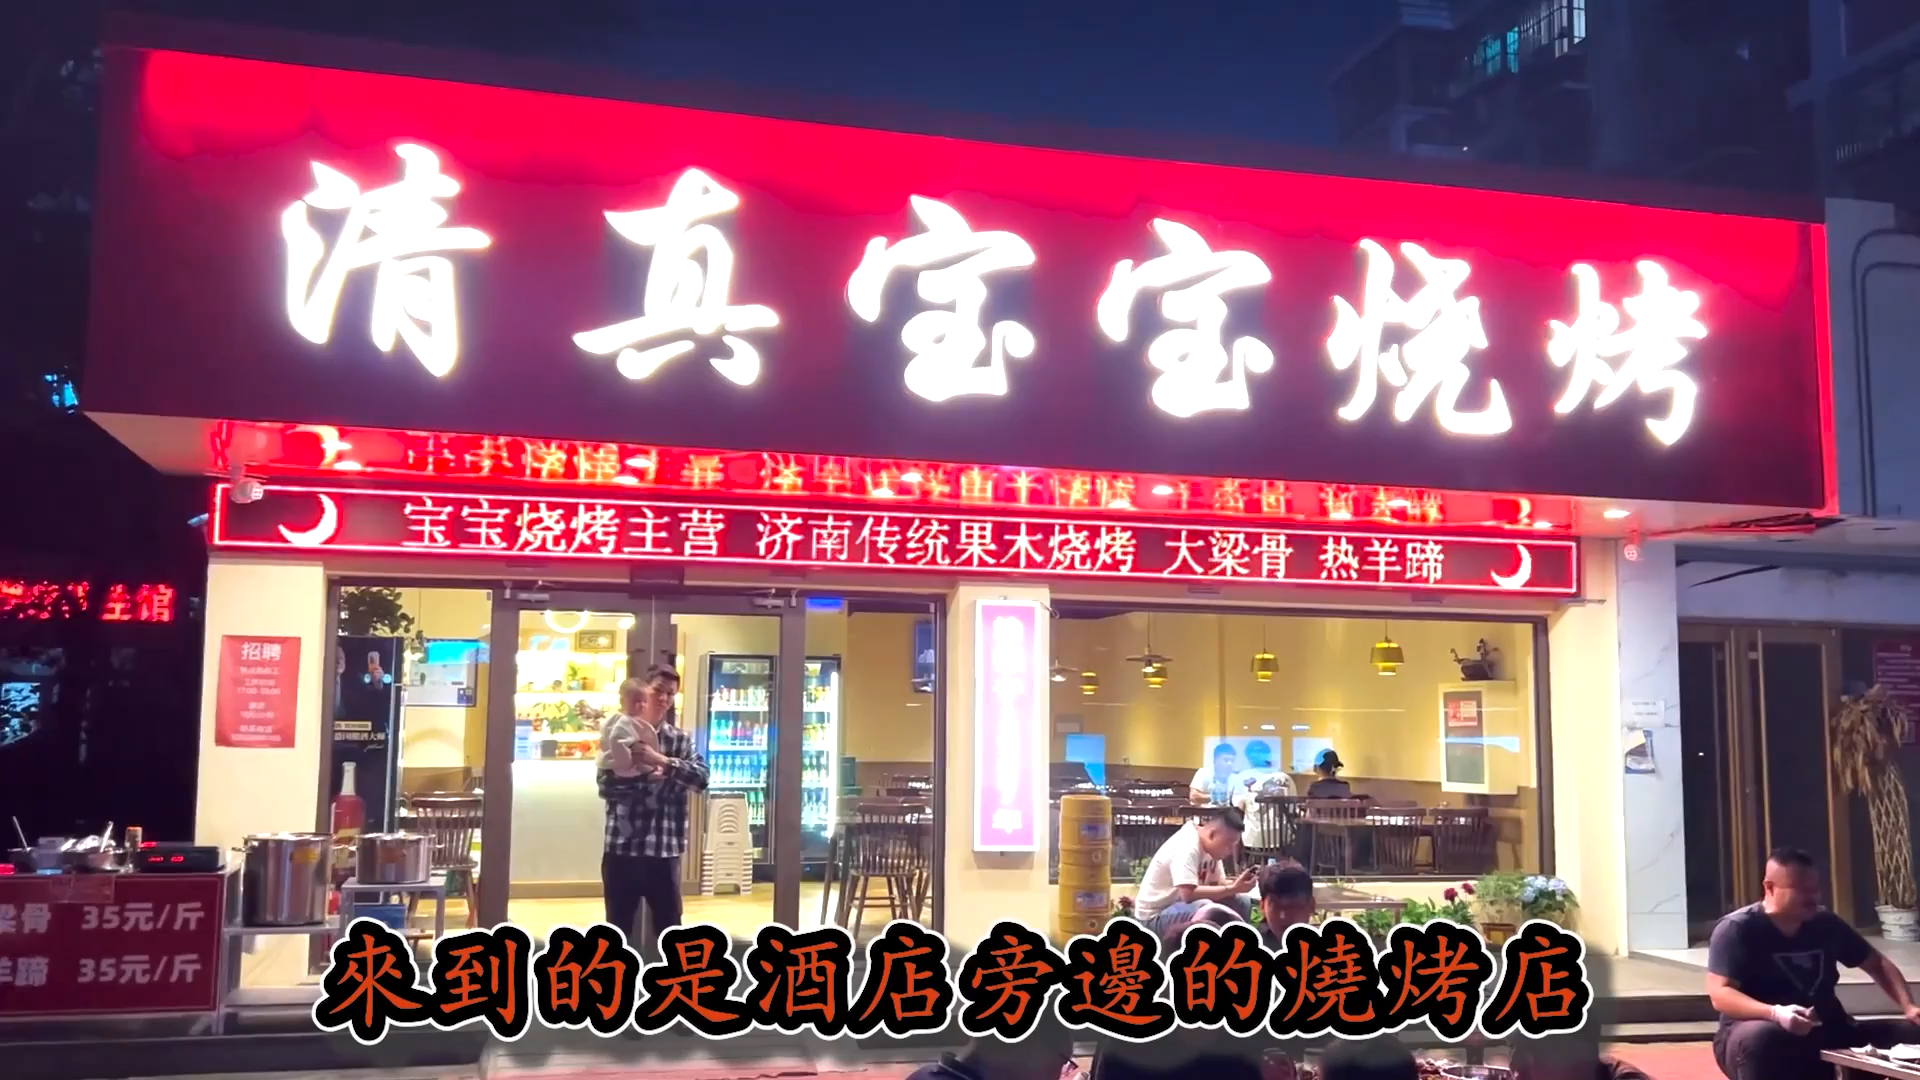 清真宝宝烧烤
宝宝烧烤主营 济南传统果木烧烤 大梁骨 热羊蹄
招聘
梁骨 35元/斤
羊蹄 35元/斤
來到的是酒店旁邊的燒烤店